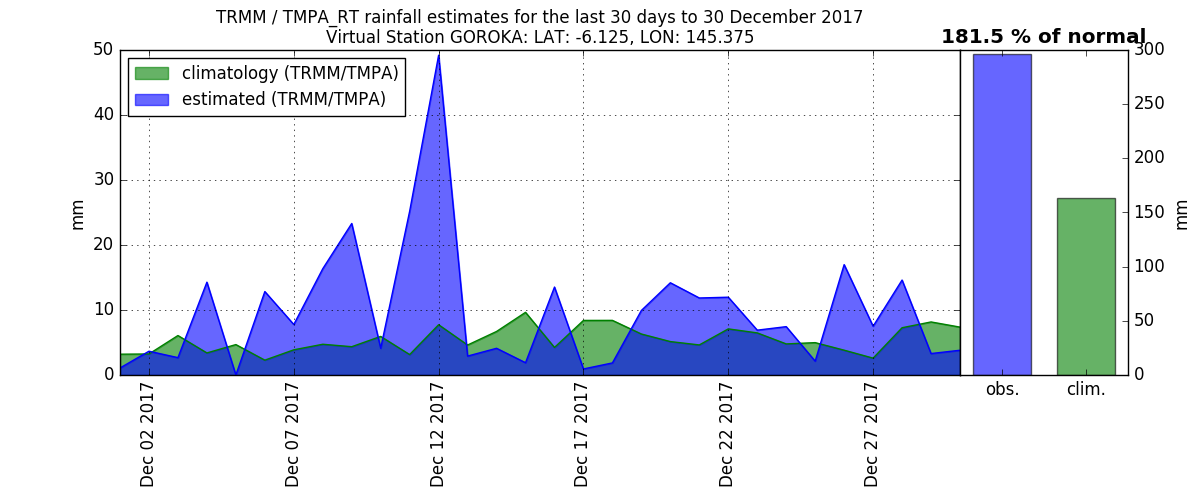 TRMM / TMPA_RT rainfall estimates for the last 30 days to 30 December 2017
Virtual Station GOROKA: LAT: -6.125, LON: 145.375
181.5 % of normal
climatology (TRMM/TMPA)
estimated (TRMM/TMPA)
50
40
30
20
10
0
mm
Dec 02 2017
Dec 07 2017
Dec 12 2017
Dec 17 2017
Dec 22 2017
Dec 27 2017
obs.
clim.
300
250
200
150
100
50
0
mm